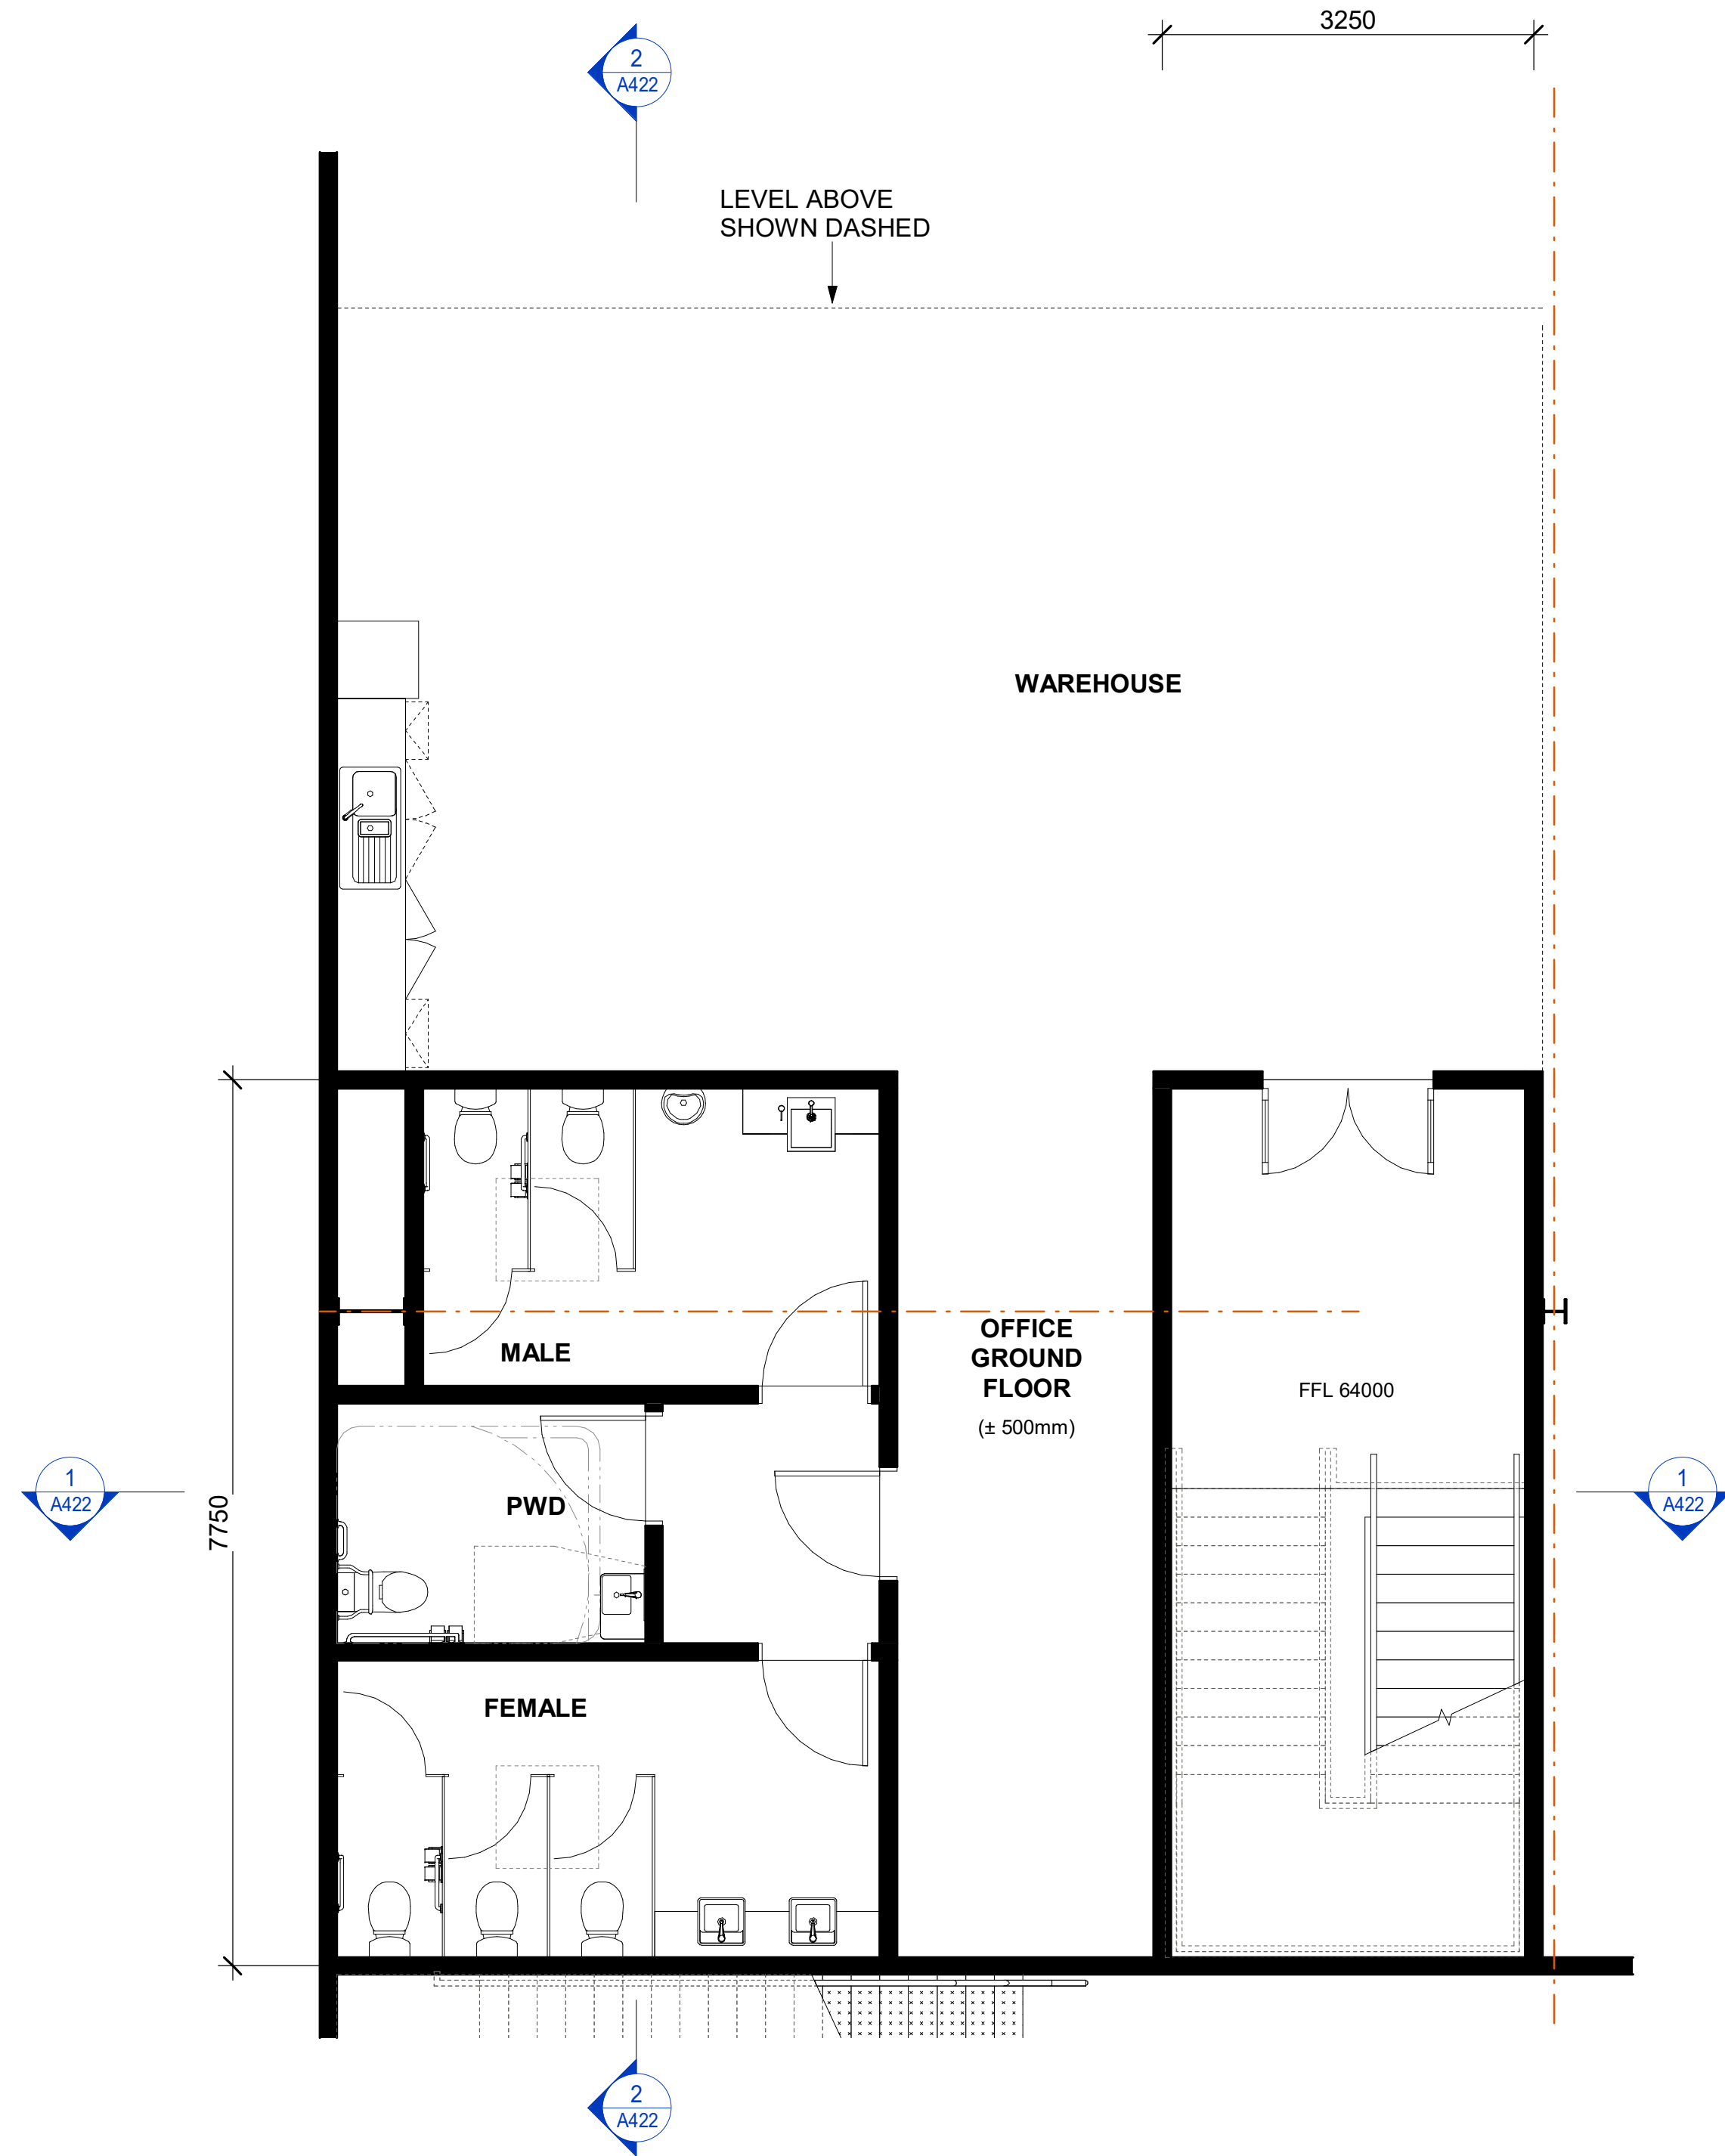 3250
2
A422
LEVEL ABOVE
SHOWN DASHED
WAREHOUSE
MALE
OFFICE
GROUND
FLOOR
(± 500mm)
FFL 64000
1
A422
7750
PWD
1
A422
FEMALE
2
A422